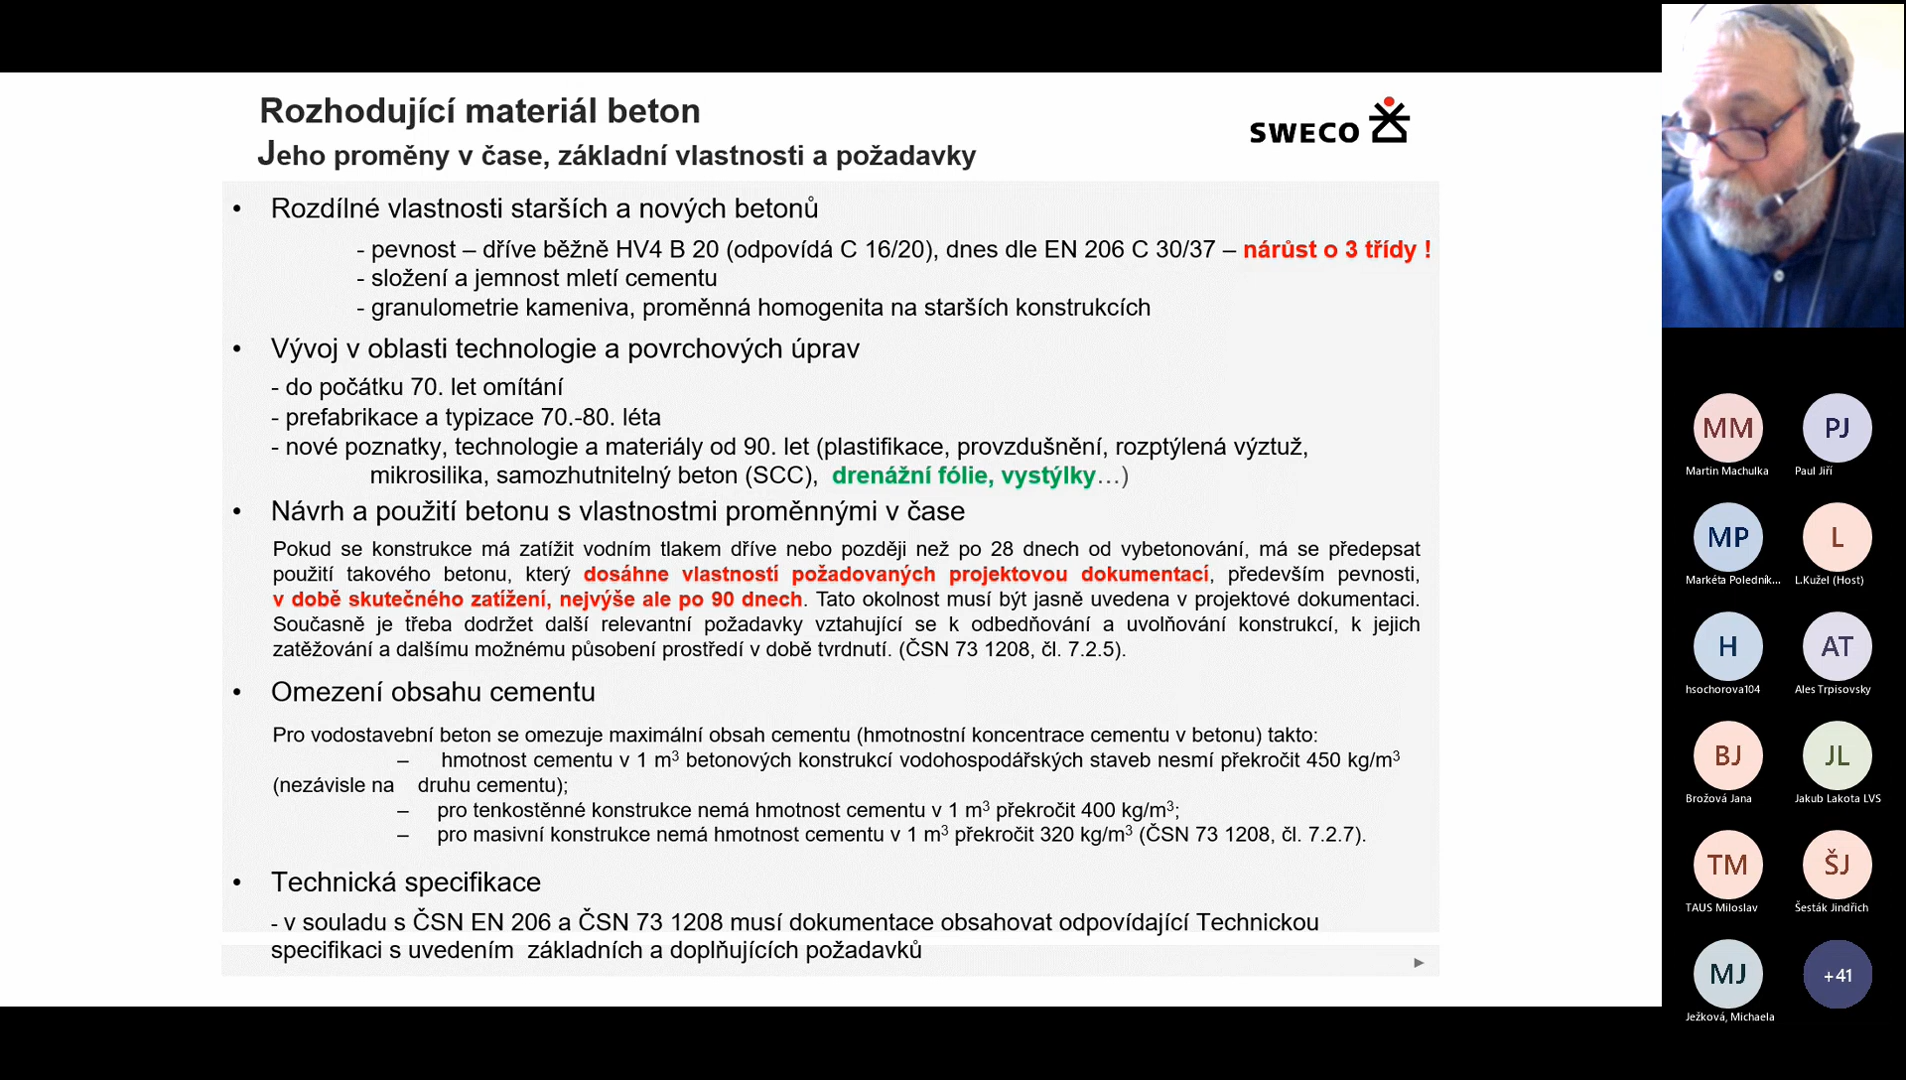 Rozhodující materiál beton
Jeho proměny v čase, základní vlastnosti a požadavky
SWECO
• Rozdílné vlastnosti starších a nových betonů
- pevnost – dříve běžně HV4 B 20 (odpovídá C 16/20), dnes dle EN 206 C 30/37 – nárůst o 3 třídy !
- složení a jemnost mletí cementu
- granulometrie kameniva, proměnná homogenita na starších konstrukcích
• Vývoj v oblasti technologie a povrchových úprav
- do počátku 70. let omítání
- prefabrikace a typizace 70.-80. léta
- nové poznatky, technologie a materiály od 90. let (plastifikace, provzdušnění, rozptýlená výztuž,
mikrosilika, samozhutnitelný beton (SCC), drenážní fólie, vystýlky…)
• Návrh a použití betonu s vlastnostmi proměnnými v čase
Pokud se konstrukce má zatížit vodním tlakem dříve nebo později než po 28 dnech od vybetonování, má se předepsat
použití takového betonu, který dosáhne vlastností požadovaných projektovou dokumentací, především pevnosti,
v době skutečného zatížení, nejvýše ale po 90 dnech. Tato okolnost musí být jasně uvedena v projektové dokumentaci.
Současně je třeba dodržet další relevantní požadavky vztahující se k odbedňování a uvolňování konstrukcí, k jejich
zatěžování a dalšímu možnému působení prostředí v době tvrdnutí. (ČSN 73 1208, čl. 7.2.5).
• Omezení obsahu cementu
Pro vodostavební beton se omezuje maximální obsah cementu (hmotnostní koncentrace cementu v betonu) takto:
– hmotnost cementu v 1 m³ betonových konstrukcí vodohospodářských staveb nesmí překročit 450 kg/m³
(nezávisle na druhu cementu);
– pro tenkostěnné konstrukce nemá hmotnost cementu v 1 m³ překročit 400 kg/m³;
– pro masivní konstrukce nemá hmotnost cementu v 1 m³ překročit 320 kg/m³ (ČSN 73 1208, čl. 7.2.7).
• Technická specifikace
- v souladu s ČSN EN 206 a ČSN 73 1208 musí dokumentace obsahovat odpovídající Technickou
specifikaci s uvedením základních a doplňujících požadavků
MM PJ
Martin Machulka Paul Jiří
MP L
Markéta Poledník... L.Kužel (Host)
H AT
hsochorova104 Ales Trpisovsky
BJ JL
Brožová Jana Jakub Lakota LVS
TM ŠJ
TAUS Miloslav Šesták Jindřich
MJ +41
Ježková, Michaela